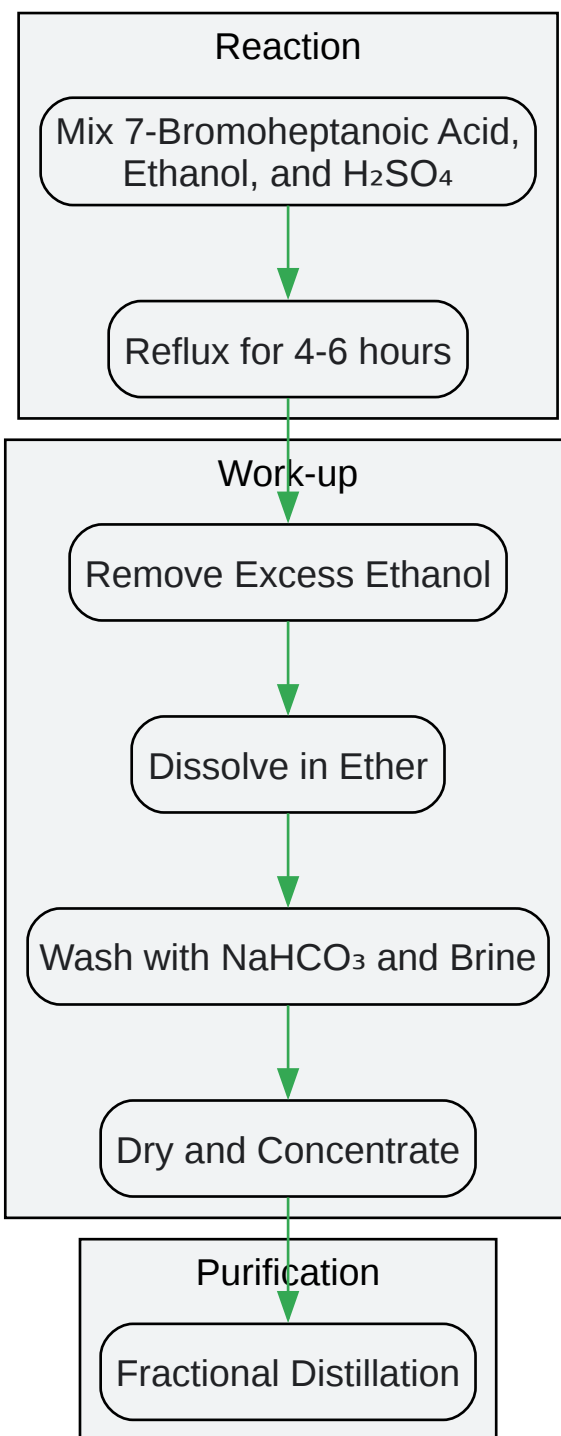 Reaction
Mix 7-Bromoheptanoic Acid,
Ethanol, and H₂SO₄
Reflux for 4-6 hours
Work-up
Remove Excess Ethanol
Dissolve in Ether
Wash with NaHCO₃ and Brine
Dry and Concentrate
Purification
Fractional Distillation